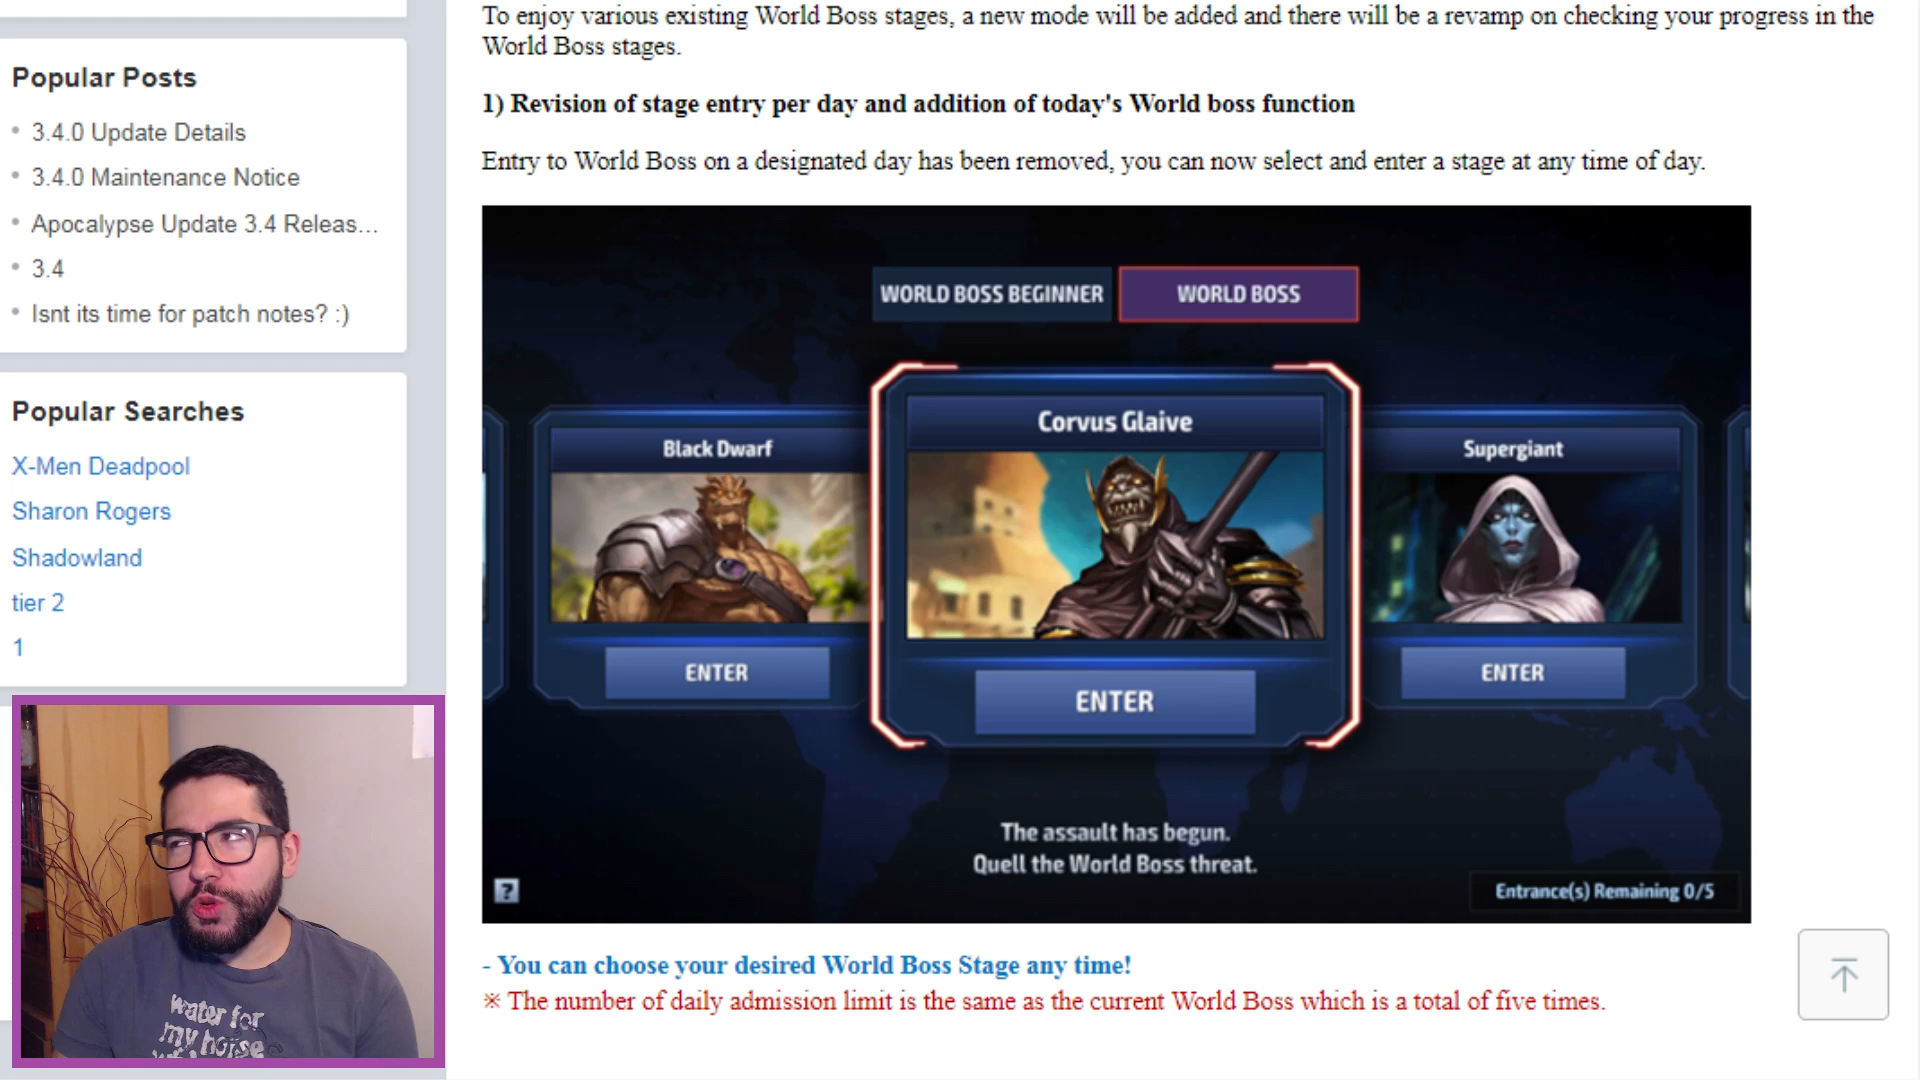 To enjoy various existing World Boss stages, a new mode will be added and there will be a revamp on checking your progress in the
World Boss stages.
1) Revision of stage entry per day and addition of today's World boss function
Entry to World Boss on a designated day has been removed, you can now select and enter a stage at any time of day.
Popular Posts
3.4.0 Update Details
3.4.0 Maintenance Notice
Apocalypse Update 3.4 Releas...
3.4
Isnt its time for patch notes? :)
Popular Searches
X-Men Deadpool
Sharon Rogers
Shadowland
tier 2
1
WORLD BOSS BEGINNER
WORLD BOSS
Black Dwarf
Corvus Glaive
Supergiant
ENTER
ENTER
ENTER
The assault has begun.
Quell the World Boss threat.
?
Entrance(s) Remaining 0/5
- You can choose your desired World Boss Stage any time!
※ The number of daily admission limit is the same as the current World Boss which is a total of five times.
water for
my horse